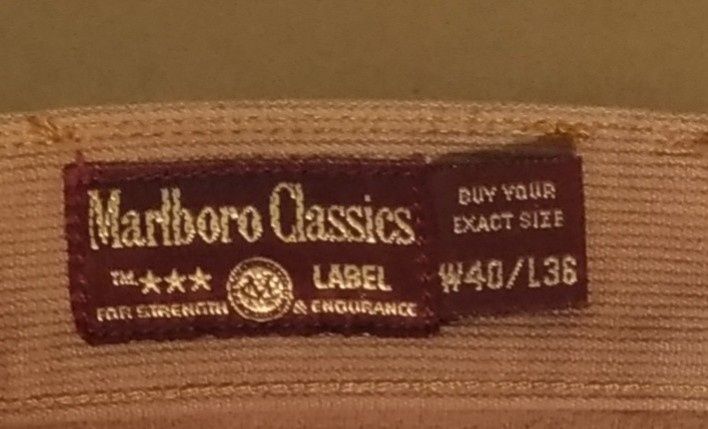 Marlboro Classics
TM ★★★ LABEL
FOR STRENGTH & ENDURANCE
BUY YOUR
EXACT SIZE
W40/L36